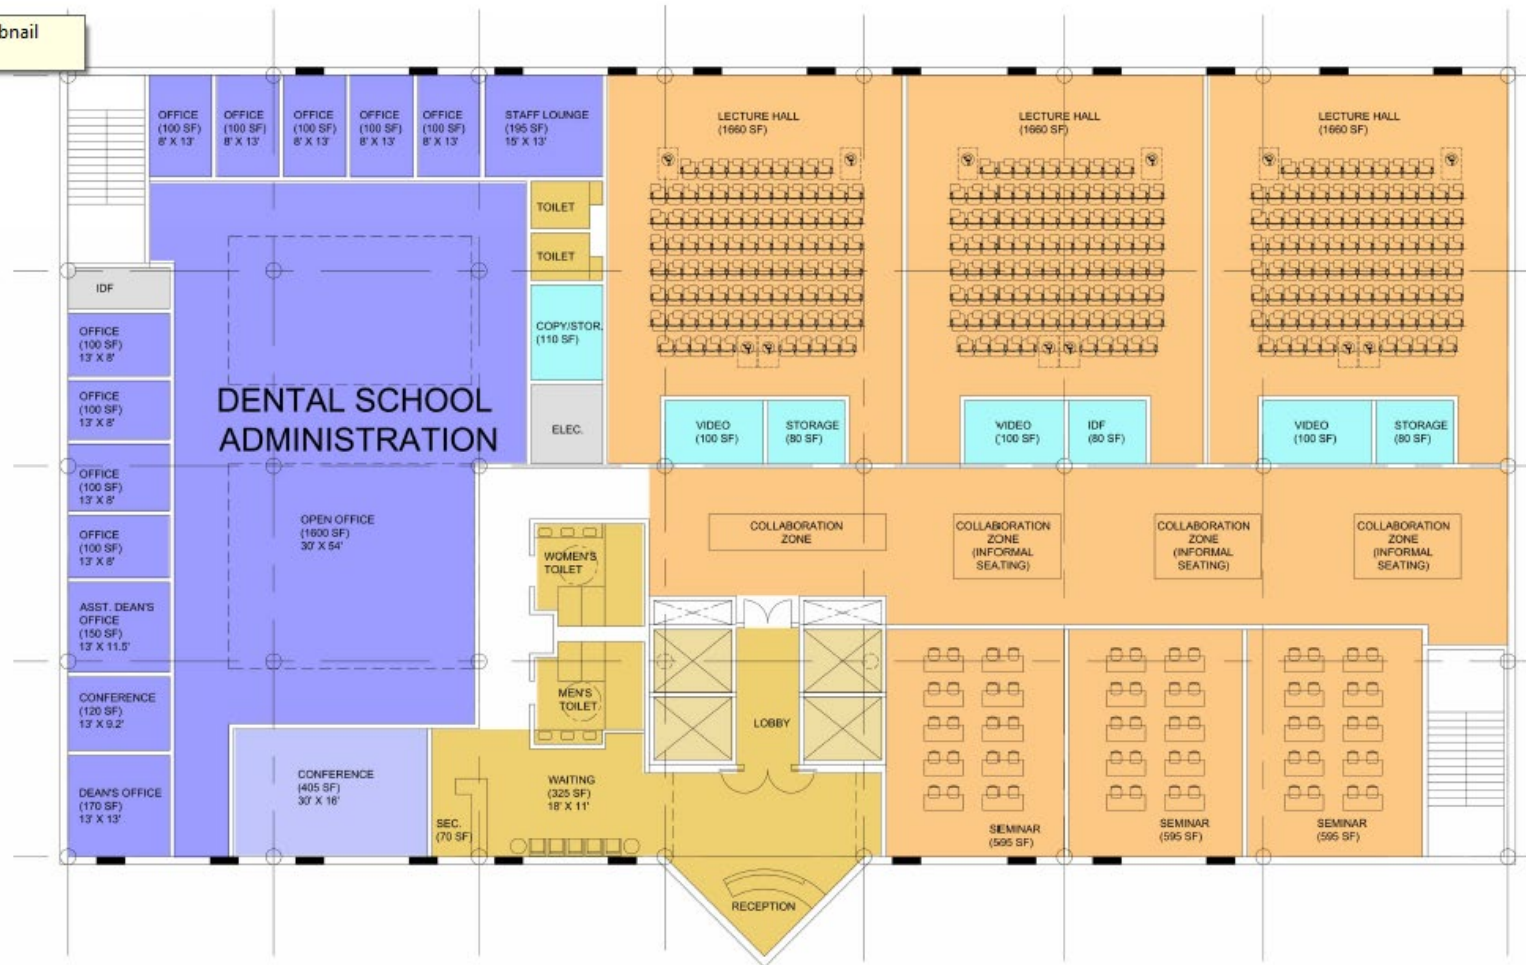 bnail
OFFICE
(100 SF)
8' X 13'
OFFICE
(100 SF)
8' X 13'
OFFICE
(100 SF)
8' X 13'
OFFICE
(100 SF)
8' X 13'
OFFICE
(100 SF)
8' X 13'
STAFF LOUNGE
(195 SF)
15' X 13'
LECTURE HALL
(1660 SF)
LECTURE HALL
(1660 SF)
LECTURE HALL
(1660 SF)
TOILET
TOILET
IDF
COPY/STOR.
(110 SF)
ELEC.
OFFICE
(100 SF)
13' X 8'
OFFICE
(100 SF)
13' X 8'
OFFICE
(100 SF)
13' X 8'
OFFICE
(100 SF)
13' X 8'
DENTAL SCHOOL
ADMINISTRATION
VIDEO
(100 SF)
STORAGE
(80 SF)
VIDEO
(100 SF)
IDF
(80 SF)
VIDEO
(100 SF)
STORAGE
(80 SF)
OPEN OFFICE
(1600 SF)
30' X 54'
COLLABORATION
ZONE
COLLABORATION
ZONE
(INFORMAL
SEATING)
COLLABORATION
ZONE
(INFORMAL
SEATING)
COLLABORATION
ZONE
(INFORMAL
SEATING)
WOMEN'S
TOILET
ASST. DEAN'S
OFFICE
(150 SF)
13' X 11.5'
CONFERENCE
(120 SF)
13' X 9.2'
MEN'S
TOILET
LOBBY
DEAN'S OFFICE
(170 SF)
13' X 13'
CONFERENCE
(405 SF)
30' X 16'
WAITING
(325 SF)
18' X 11'
SEC.
(70 SF)
SEMINAR
(595 SF)
SEMINAR
(595 SF)
SEMINAR
(595 SF)
RECEPTION